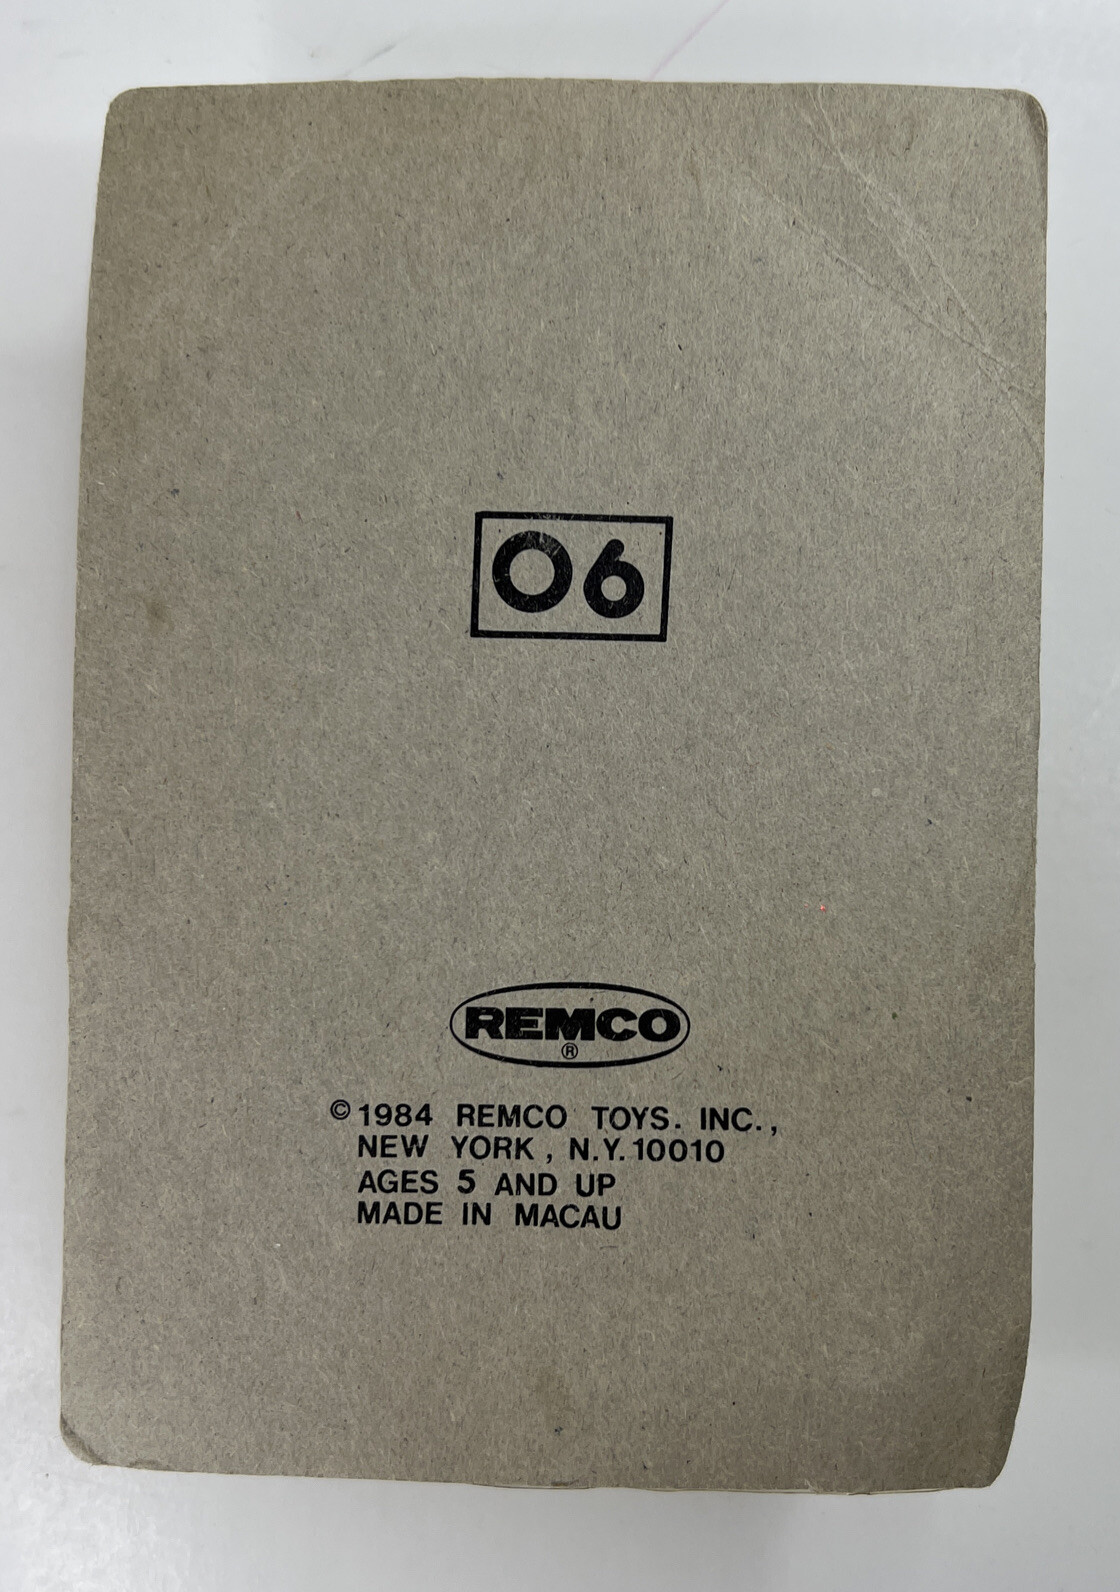 06
REMCO
®
© 1984 REMCO TOYS. INC.,
NEW YORK, N.Y. 10010
AGES 5 AND UP
MADE IN MACAU